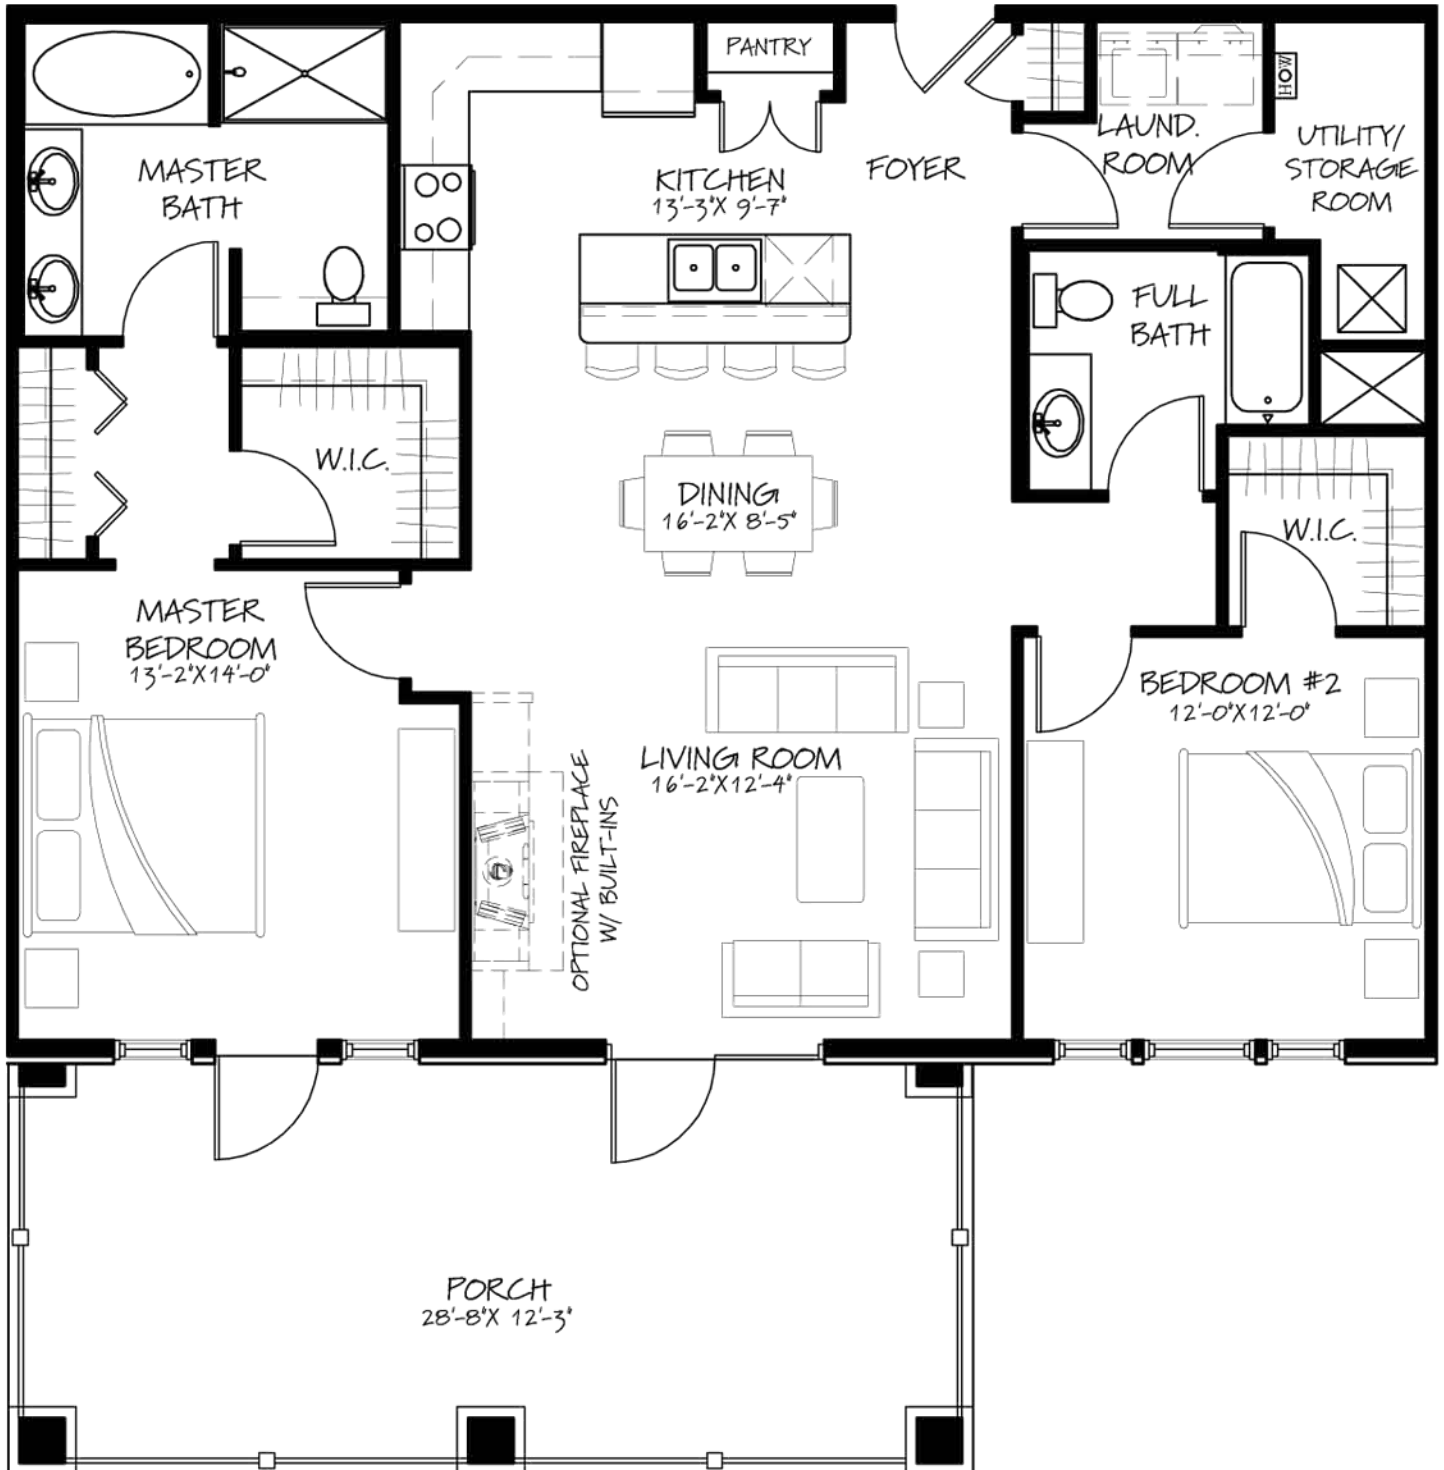 PANTRY
MASTER
BATH
KITCHEN
13'-3"X 9'-7"
FOYER
LAUND.
ROOM
HOW
UTILITY/
STORAGE
ROOM
FULL
BATH
W.I.C.
DINING
16'-2"X 8'-5"
W.I.C.
MASTER
BEDROOM
13'-2"X14'-0"
BEDROOM #2
12'-0"X12'-0"
LIVING ROOM
16'-2"X12'-4"
OPTIONAL FIREPLACE
W/ BUILT-INS
PORCH
28'-8"X 12'-3"